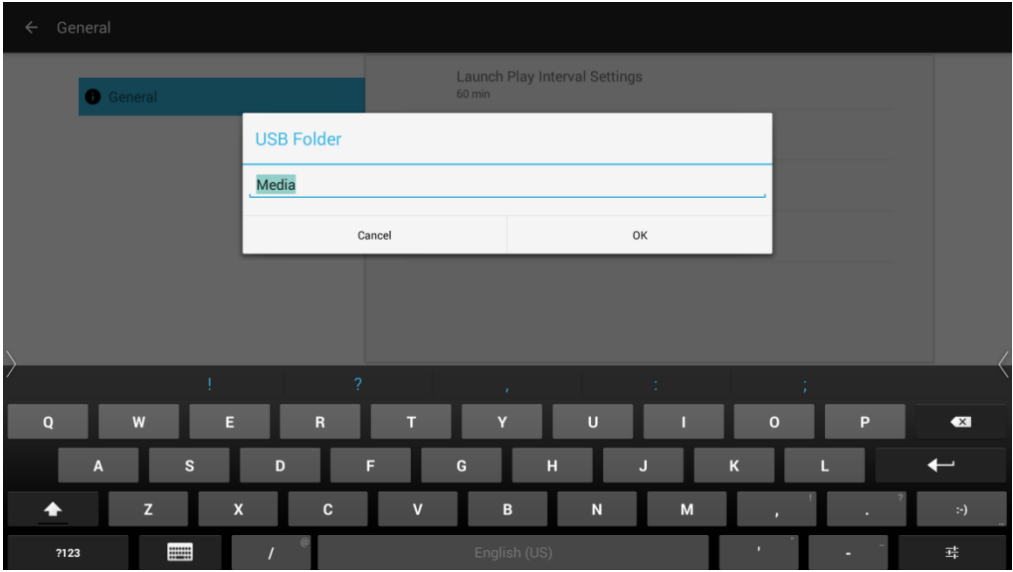 General
General
Launch Play Interval Settings
60 min
USB Folder
Media
Cancel OK
! ? , : ;
Q W E R T Y U I O P
A S D F G H J K L
Z X C V B N M , ! . ? :-)
?123 / @ English (US) ' " - _